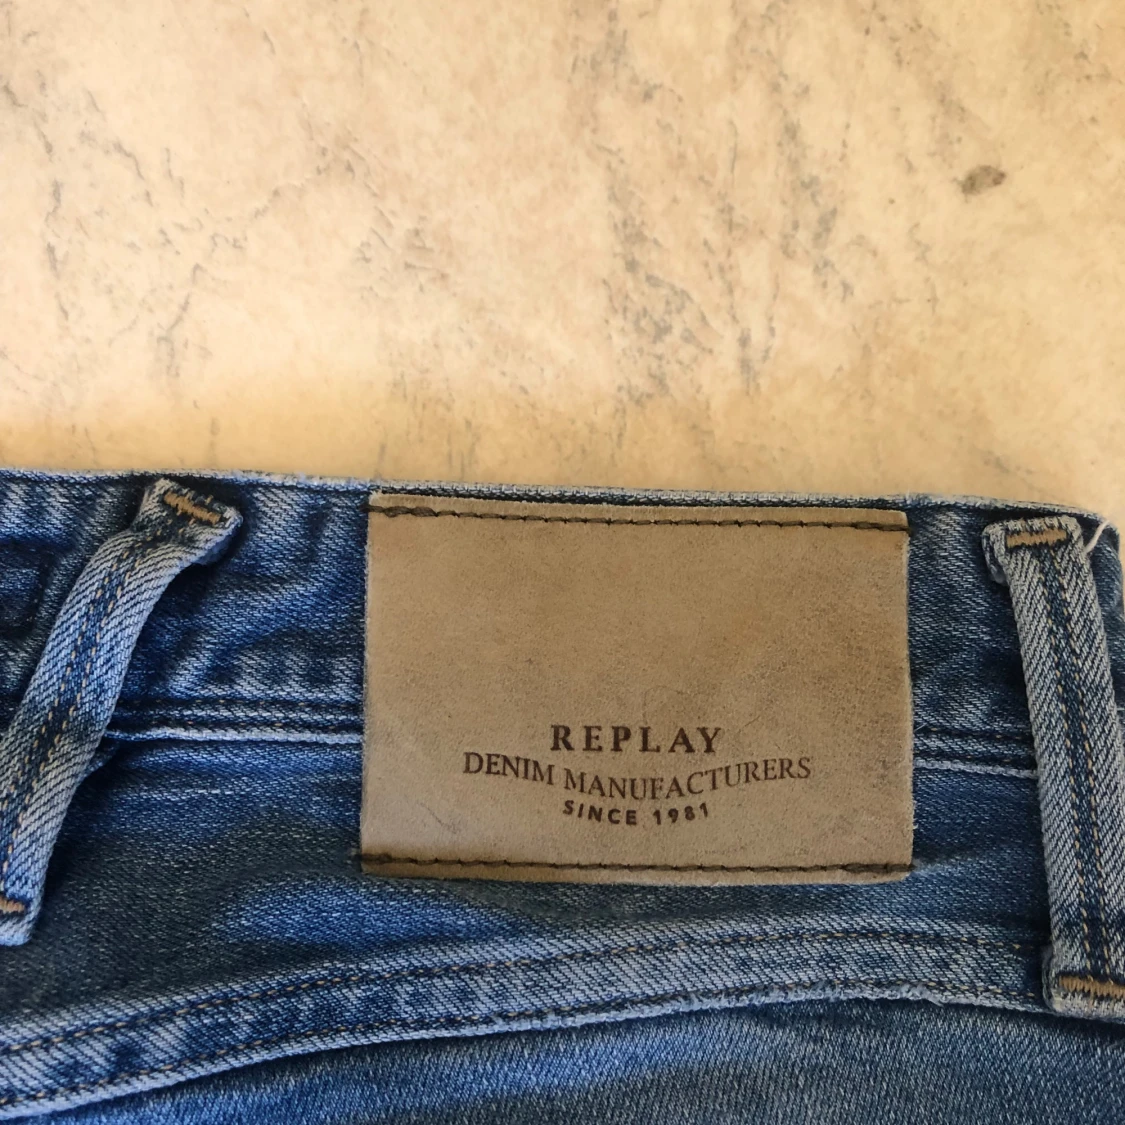 REPLAY
DENIM MANUFACTURERS
SINCE 1981